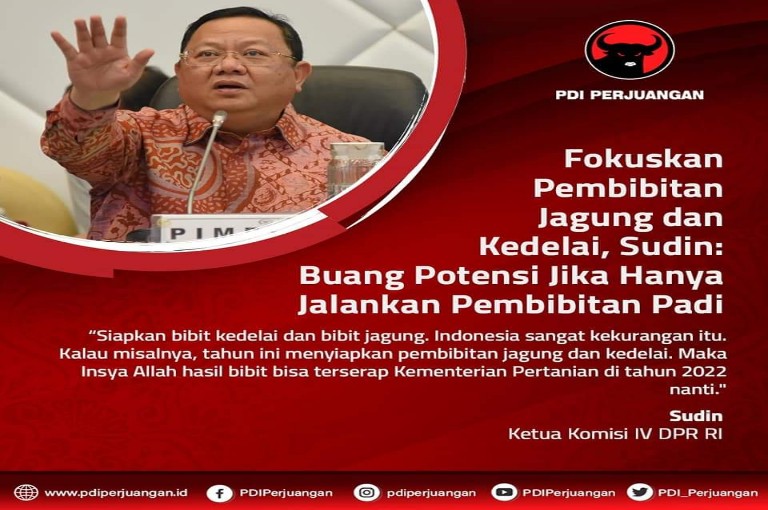 PDI PERJUANGAN
Fokuskan
Pembibitan
Jagung dan
Kedelai, Sudin:
Buang Potensi Jika Hanya
Jalankan Pembibitan Padi
“Siapkan bibit kedelai dan bibit jagung. Indonesia sangat kekurangan itu.
Kalau misalnya, tahun ini menyiapkan pembibitan jagung dan kedelai. Maka
Insya Allah hasil bibit bisa terserap Kementerian Pertanian di tahun 2022
nanti."
Sudin
Ketua Komisi IV DPR RI
www.pdiperjuangan.id PDIPerjuangan pdiperjuangan PDIPerjuangan PDI_Perjuangan